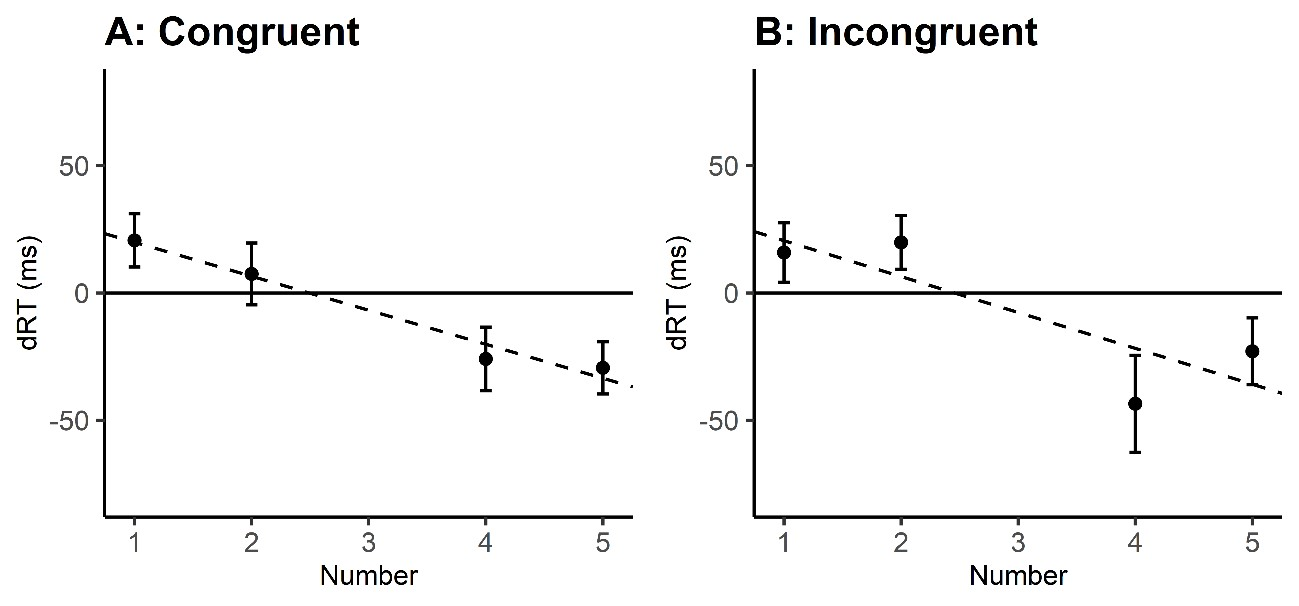 A: Congruent
dRT (ms)
50
0
-50
1 2 3 4 5
Number
B: Incongruent
dRT (ms)
50
0
-50
1 2 3 4 5
Number